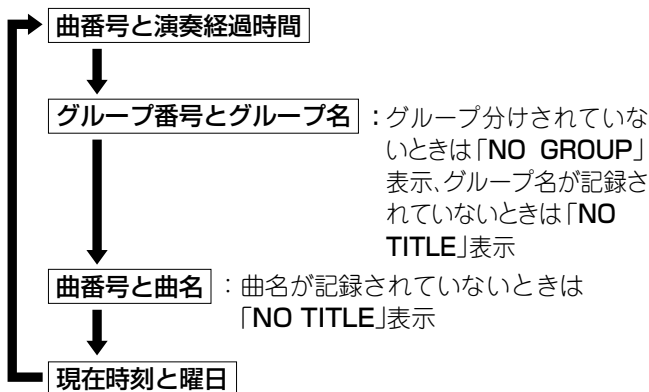 曲番号と演奏経過時間
グループ番号とグループ名：グループ分けされていな
いときは「NO GROUP」
表示、グループ名が記録さ
れていないときは「NO
TITLE」表示
曲番号と曲名：曲名が記録されていないときは
「NO TITLE」表示
現在時刻と曜日